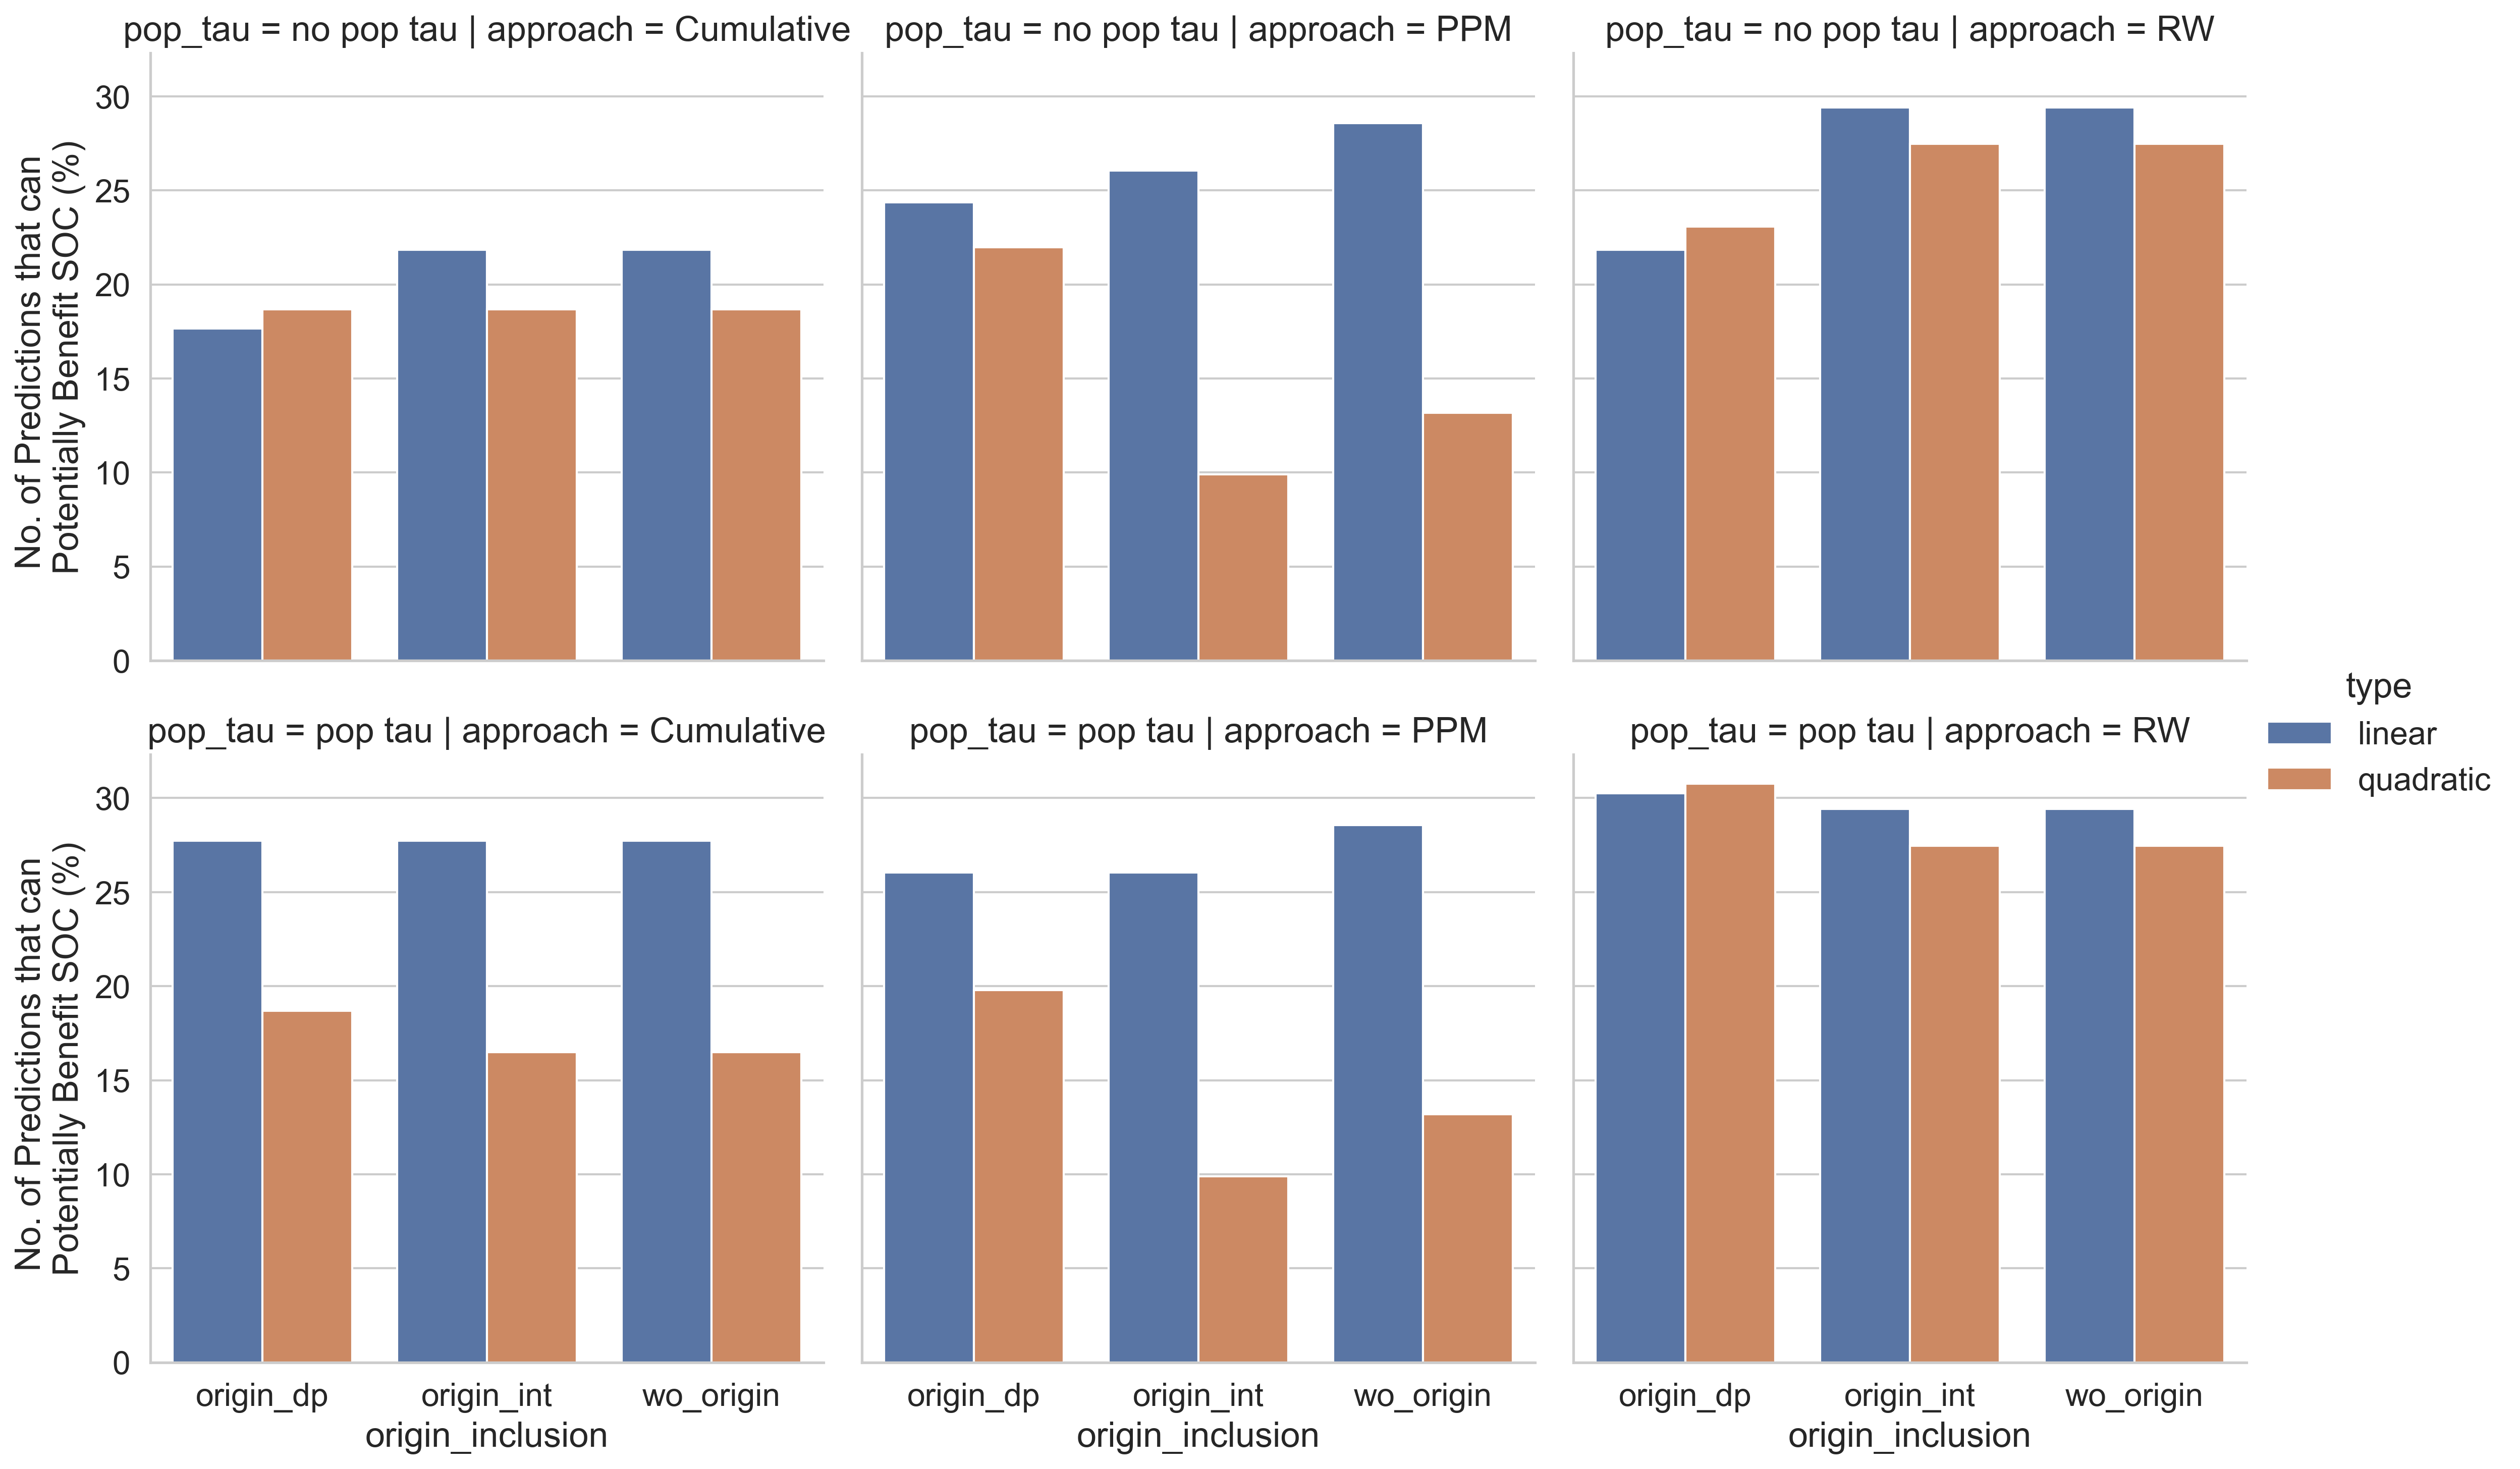 pop_tau = no pop tau | approach = Cumulative
pop_tau = no pop tau | approach = PPM
pop_tau = no pop tau | approach = RW
No. of Predictions that can
Potentially Benefit SOC (%)
30
25
20
15
10
5
0
type
linear
quadratic
pop_tau = pop tau | approach = Cumulative
pop_tau = pop tau | approach = PPM
pop_tau = pop tau | approach = RW
No. of Predictions that can
Potentially Benefit SOC (%)
30
25
20
15
10
5
0
origin_dp origin_int wo_origin
origin_inclusion
origin_dp origin_int wo_origin
origin_inclusion
origin_dp origin_int wo_origin
origin_inclusion